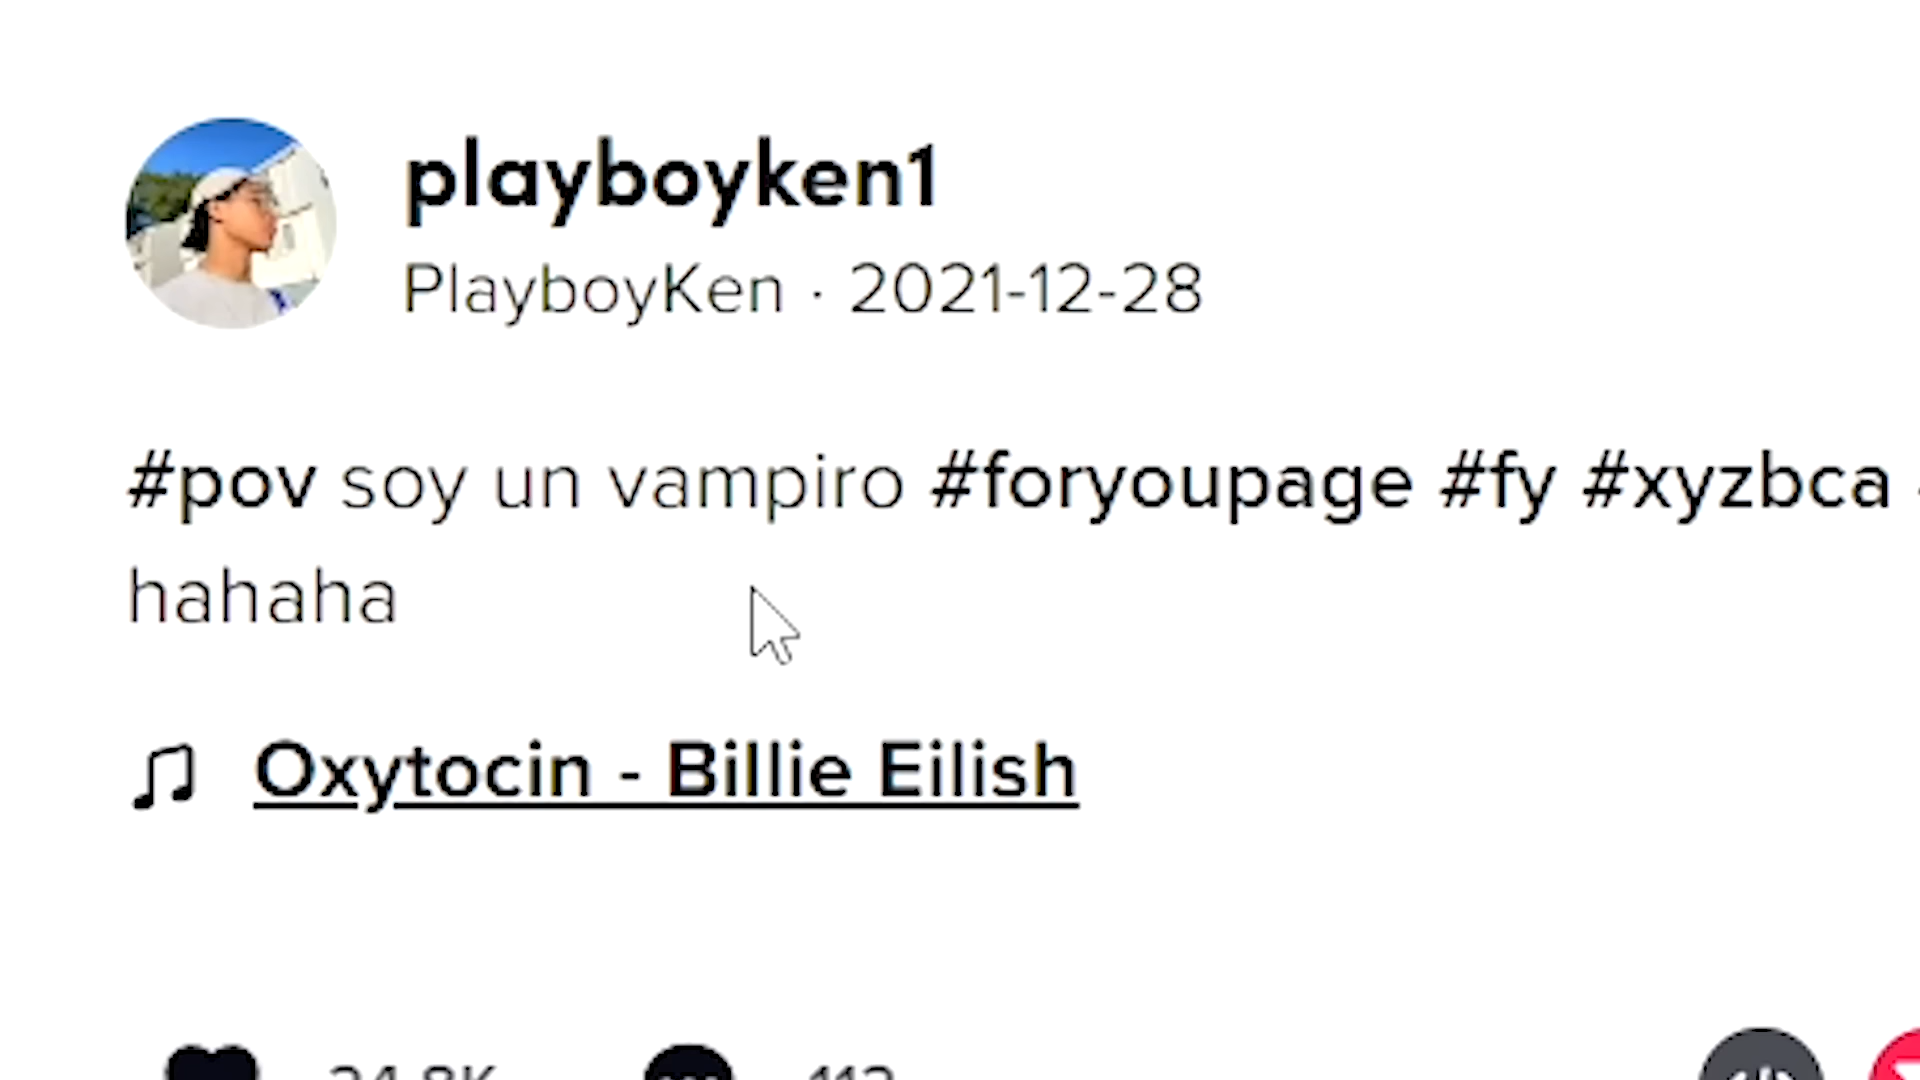 playboyken1
PlayboyKen · 2021-12-28
#pov soy un vampiro #foryoupage #fy #xyzbca
hahaha
Oxytocin - Billie Eilish